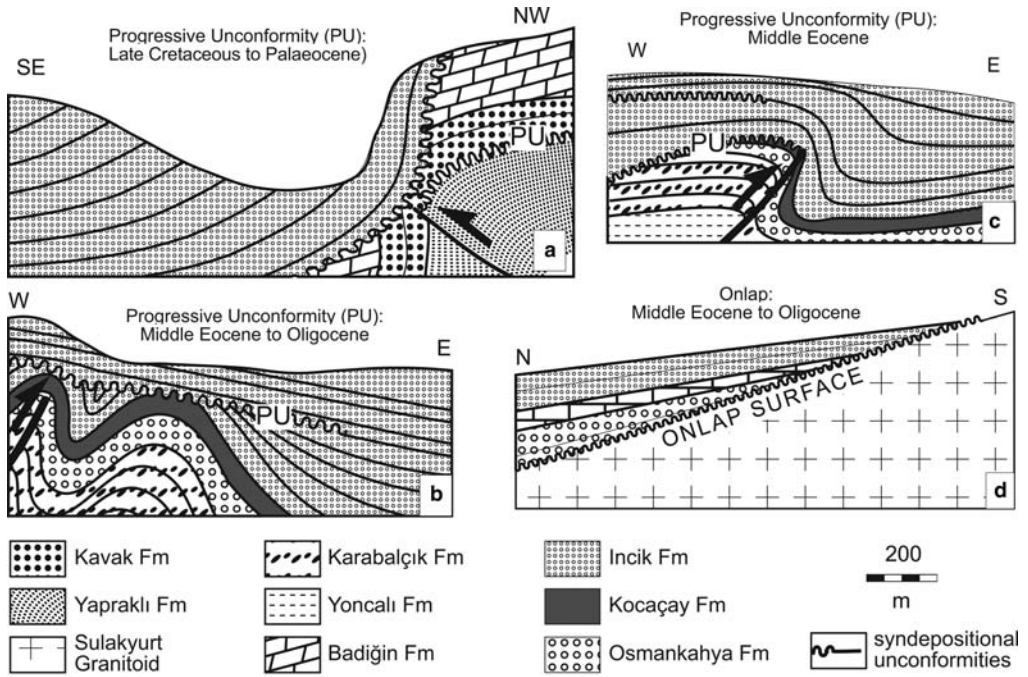 NW
Progressive Unconformity (PU):
Late Cretaceous to Palaeocene)
SE
PU
a
Progressive Unconformity (PU):
Middle Eocene
W
E
PU
c
W
Progressive Unconformity (PU):
Middle Eocene to Oligocene
E
PU
b
Onlap:
Middle Eocene to Oligocene
S
N
ONLAP SURFACE
d
Kavak Fm
Yapraklı Fm
Sulakyurt
Granitoid
Karabalçık Fm
Yoncalı Fm
Badiğin Fm
Incik Fm
Kocaçay Fm
Osmankahya Fm
200
m
syndepositional
unconformities